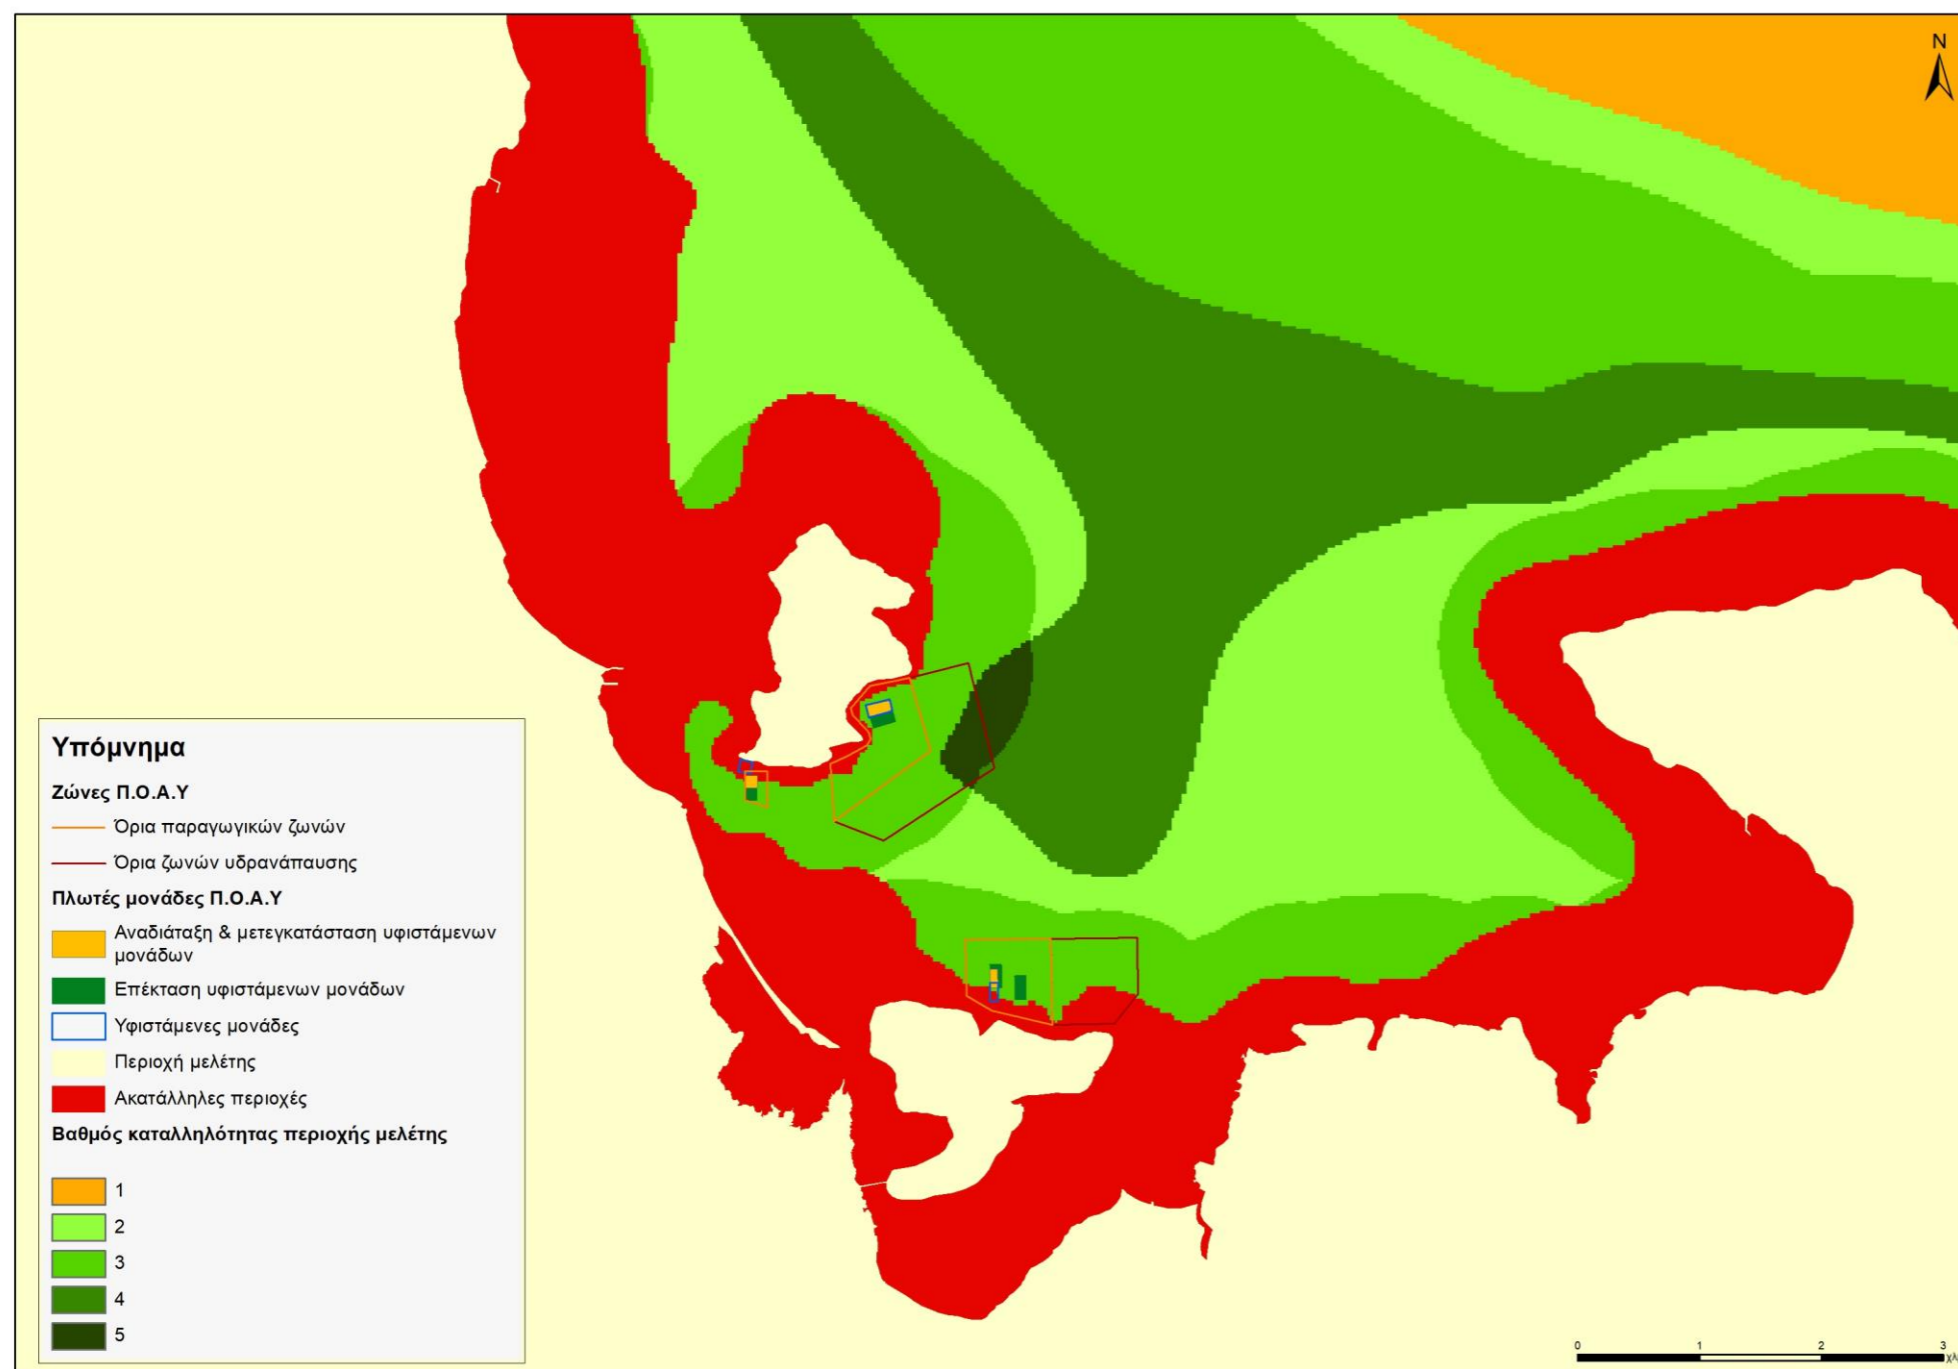 N
Υπόμνημα
Ζώνες Π.Ο.Α.Υ
Όρια παραγωγικών ζωνών
Όρια ζωνών υδρανάπαυσης
Πλωτές μονάδες Π.Ο.Α.Υ
Αναδιάταξη & μετεγκατάσταση υφιστάμενων
μονάδων
Επέκταση υφιστάμενων μονάδων
Υφιστάμενες μονάδες
Περιοχή μελέτης
Ακατάλληλες περιοχές
Βαθμός καταλληλότητας περιοχής μελέτης
1
2
3
4
5
0 1 2 3